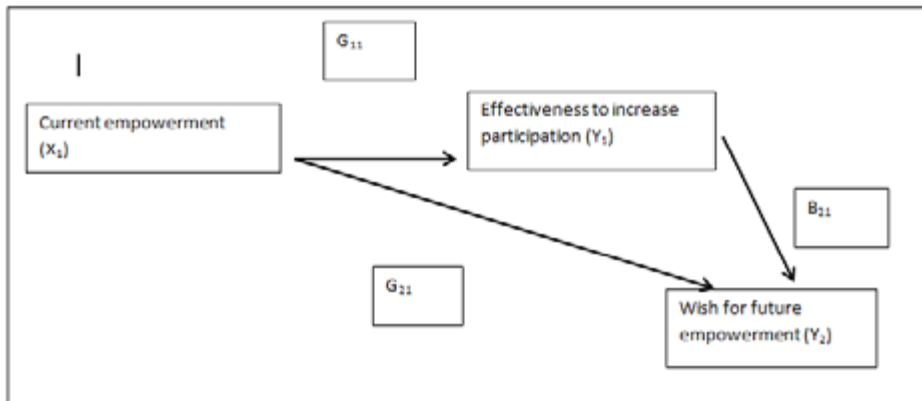 G₁₁
|
Current empowerment
(X₁)
Effectiveness to increase
participation (Y₁)
B₂₁
G₂₁
Wish for future
empowerment (Y₂)